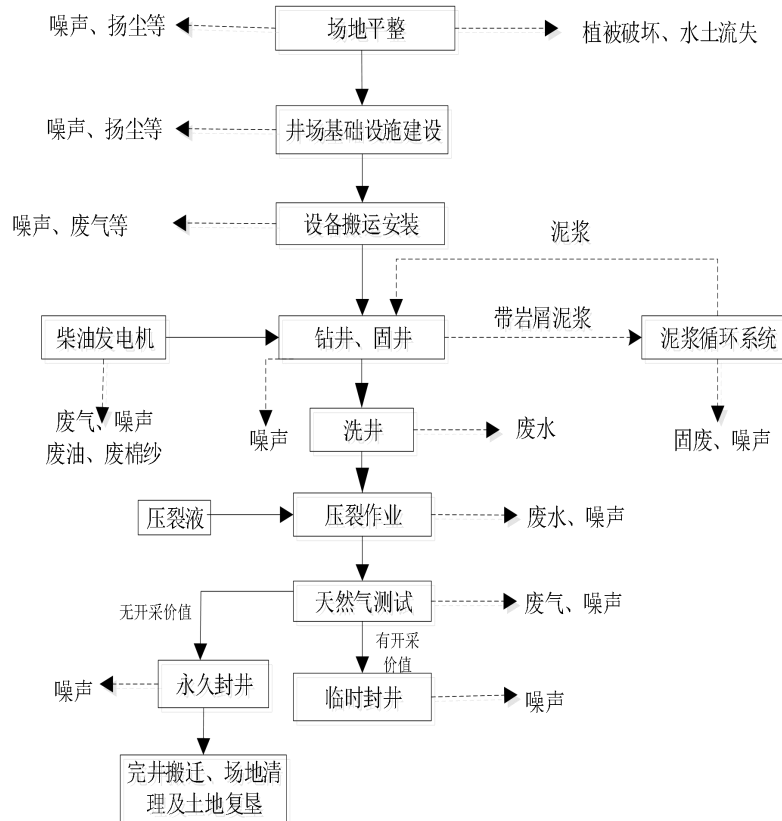 噪声、扬尘等
场地平整
植被破坏、水土流失
噪声、扬尘等
井场基础设施建设
噪声、废气等
设备搬运安装
泥浆
柴油发电机
钻井、固井
带岩屑泥浆
泥浆循环系统
废气、噪声
废油、废棉纱
噪声
洗井
废水
固废、噪声
压裂液
压裂作业
废水、噪声
天然气测试
废气、噪声
无开采价值
有开采
价值
噪声
永久封井
临时封井
噪声
完井搬迁、场地清
理及土地复垦